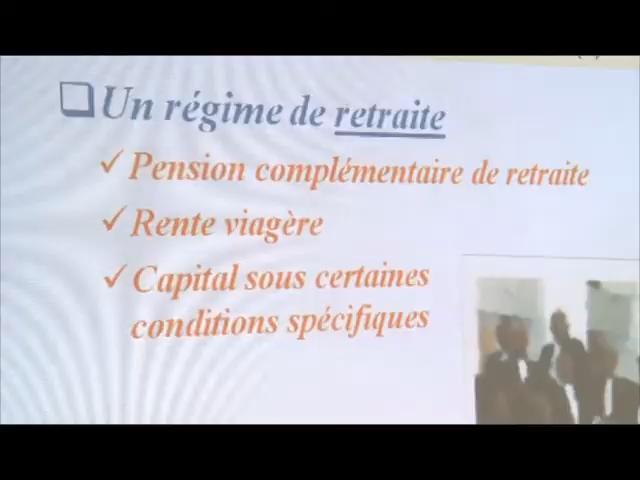 Un régime de retraite
Pension complémentaire de retraite
Rente viagère
Capital sous certaines
conditions spécifiques